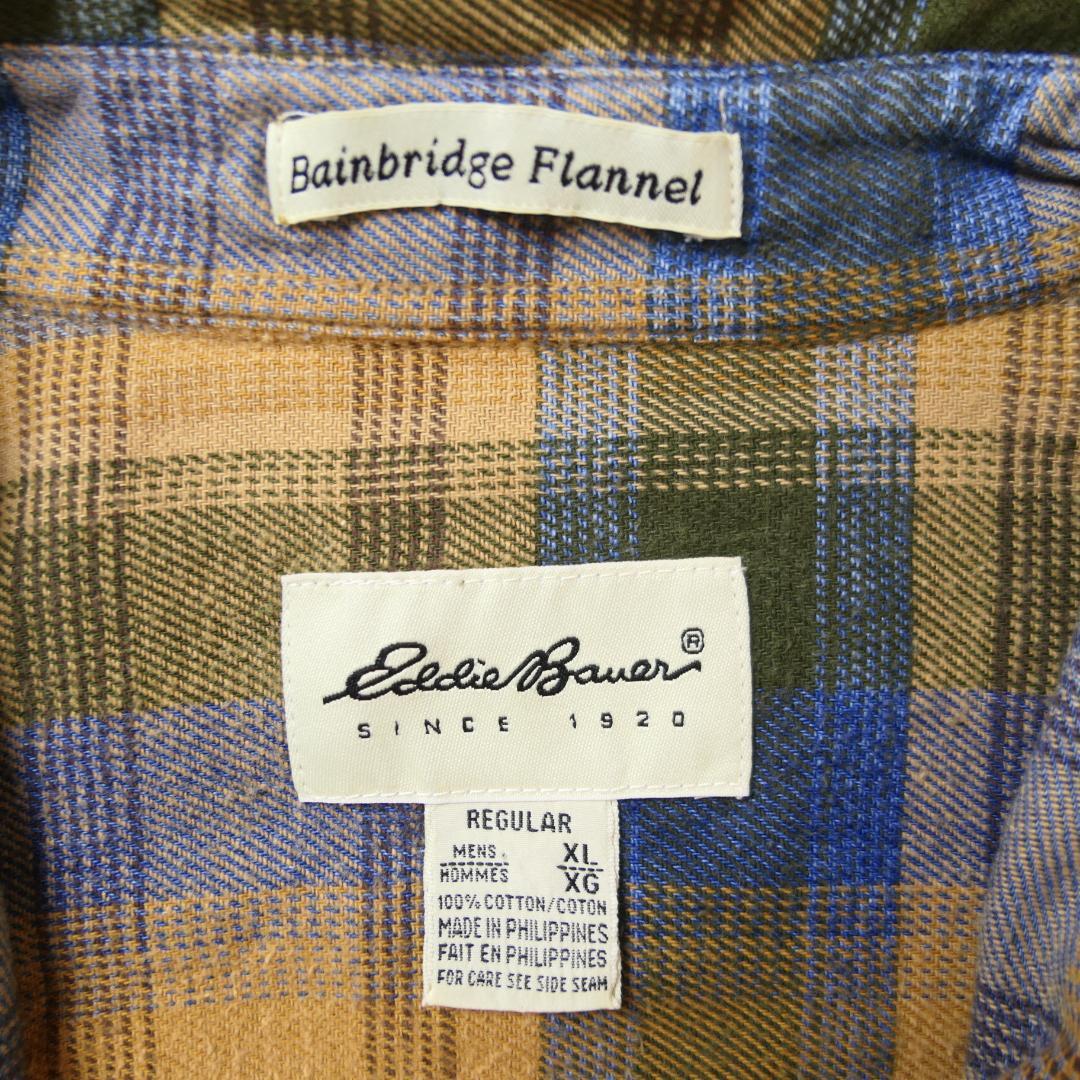 Bainbridge Flannel
Eddie Bauer®
SINCE 1920
REGULAR
MENS. XL
HOMMES XG
100% COTTON/COTON
MADE IN PHILIPPINES
FAIT EN PHILIPPINES
FOR CARE SEE SIDE SEAM